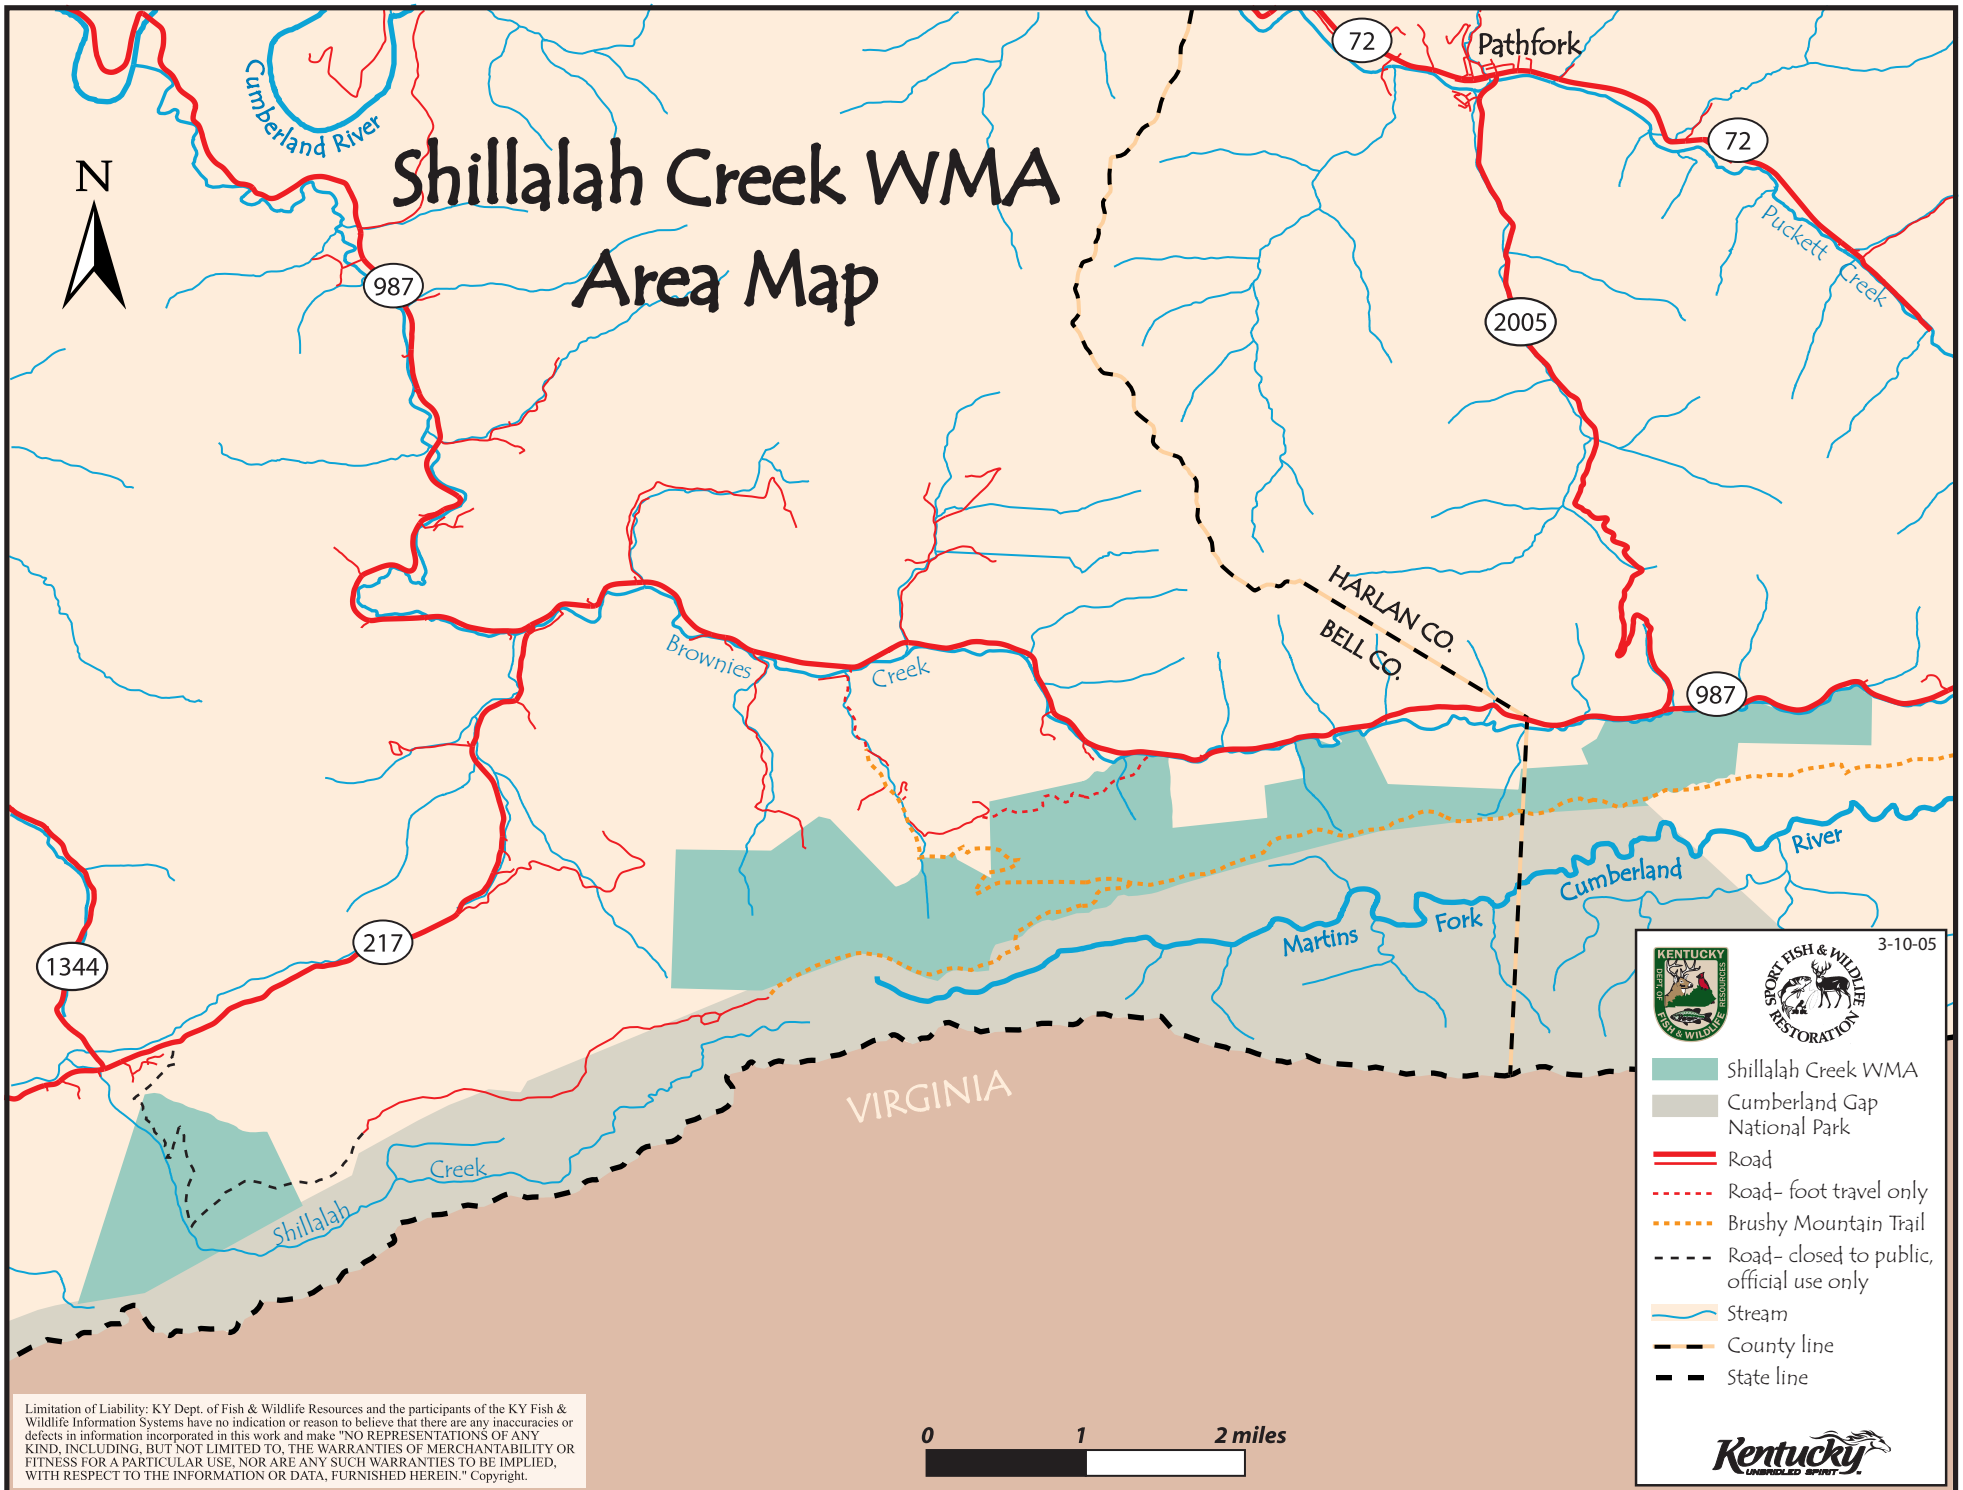 72
Pathfork
Cumberland River
72
N
Shillalah Creek WMA
Area Map
Puckett Creek
987
2005
HARLAN CO.
BELL CO.
Brownies Creek
987
Cumberland River
Martins Fork
217
1344
VIRGINIA
Shillalah Creek
3-10-05
KENTUCKY
DEPT. OF
RESOURCES
FISH & WILDLIFE
SPORT FISH & WILDLIFE
RESTORATION
Shillalah Creek WMA
Cumberland Gap
National Park
Road
Road- foot travel only
Brushy Mountain Trail
Road- closed to public,
official use only
Stream
County line
State line
Kentucky
UNBRIDLED SPIRIT
Limitation of Liability: KY Dept. of Fish & Wildlife Resources and the participants of the KY Fish &
Wildlife Information Systems have no indication or reason to believe that there are any inaccuracies or
defects in information incorporated in this work and make "NO REPRESENTATIONS OF ANY
KIND, INCLUDING, BUT NOT LIMITED TO, THE WARRANTIES OF MERCHANTABILITY OR
FITNESS FOR A PARTICULAR USE, NOR ARE ANY SUCH WARRANTIES TO BE IMPLIED,
WITH RESPECT TO THE INFORMATION OR DATA, FURNISHED HEREIN." Copyright.
0 1 2 miles